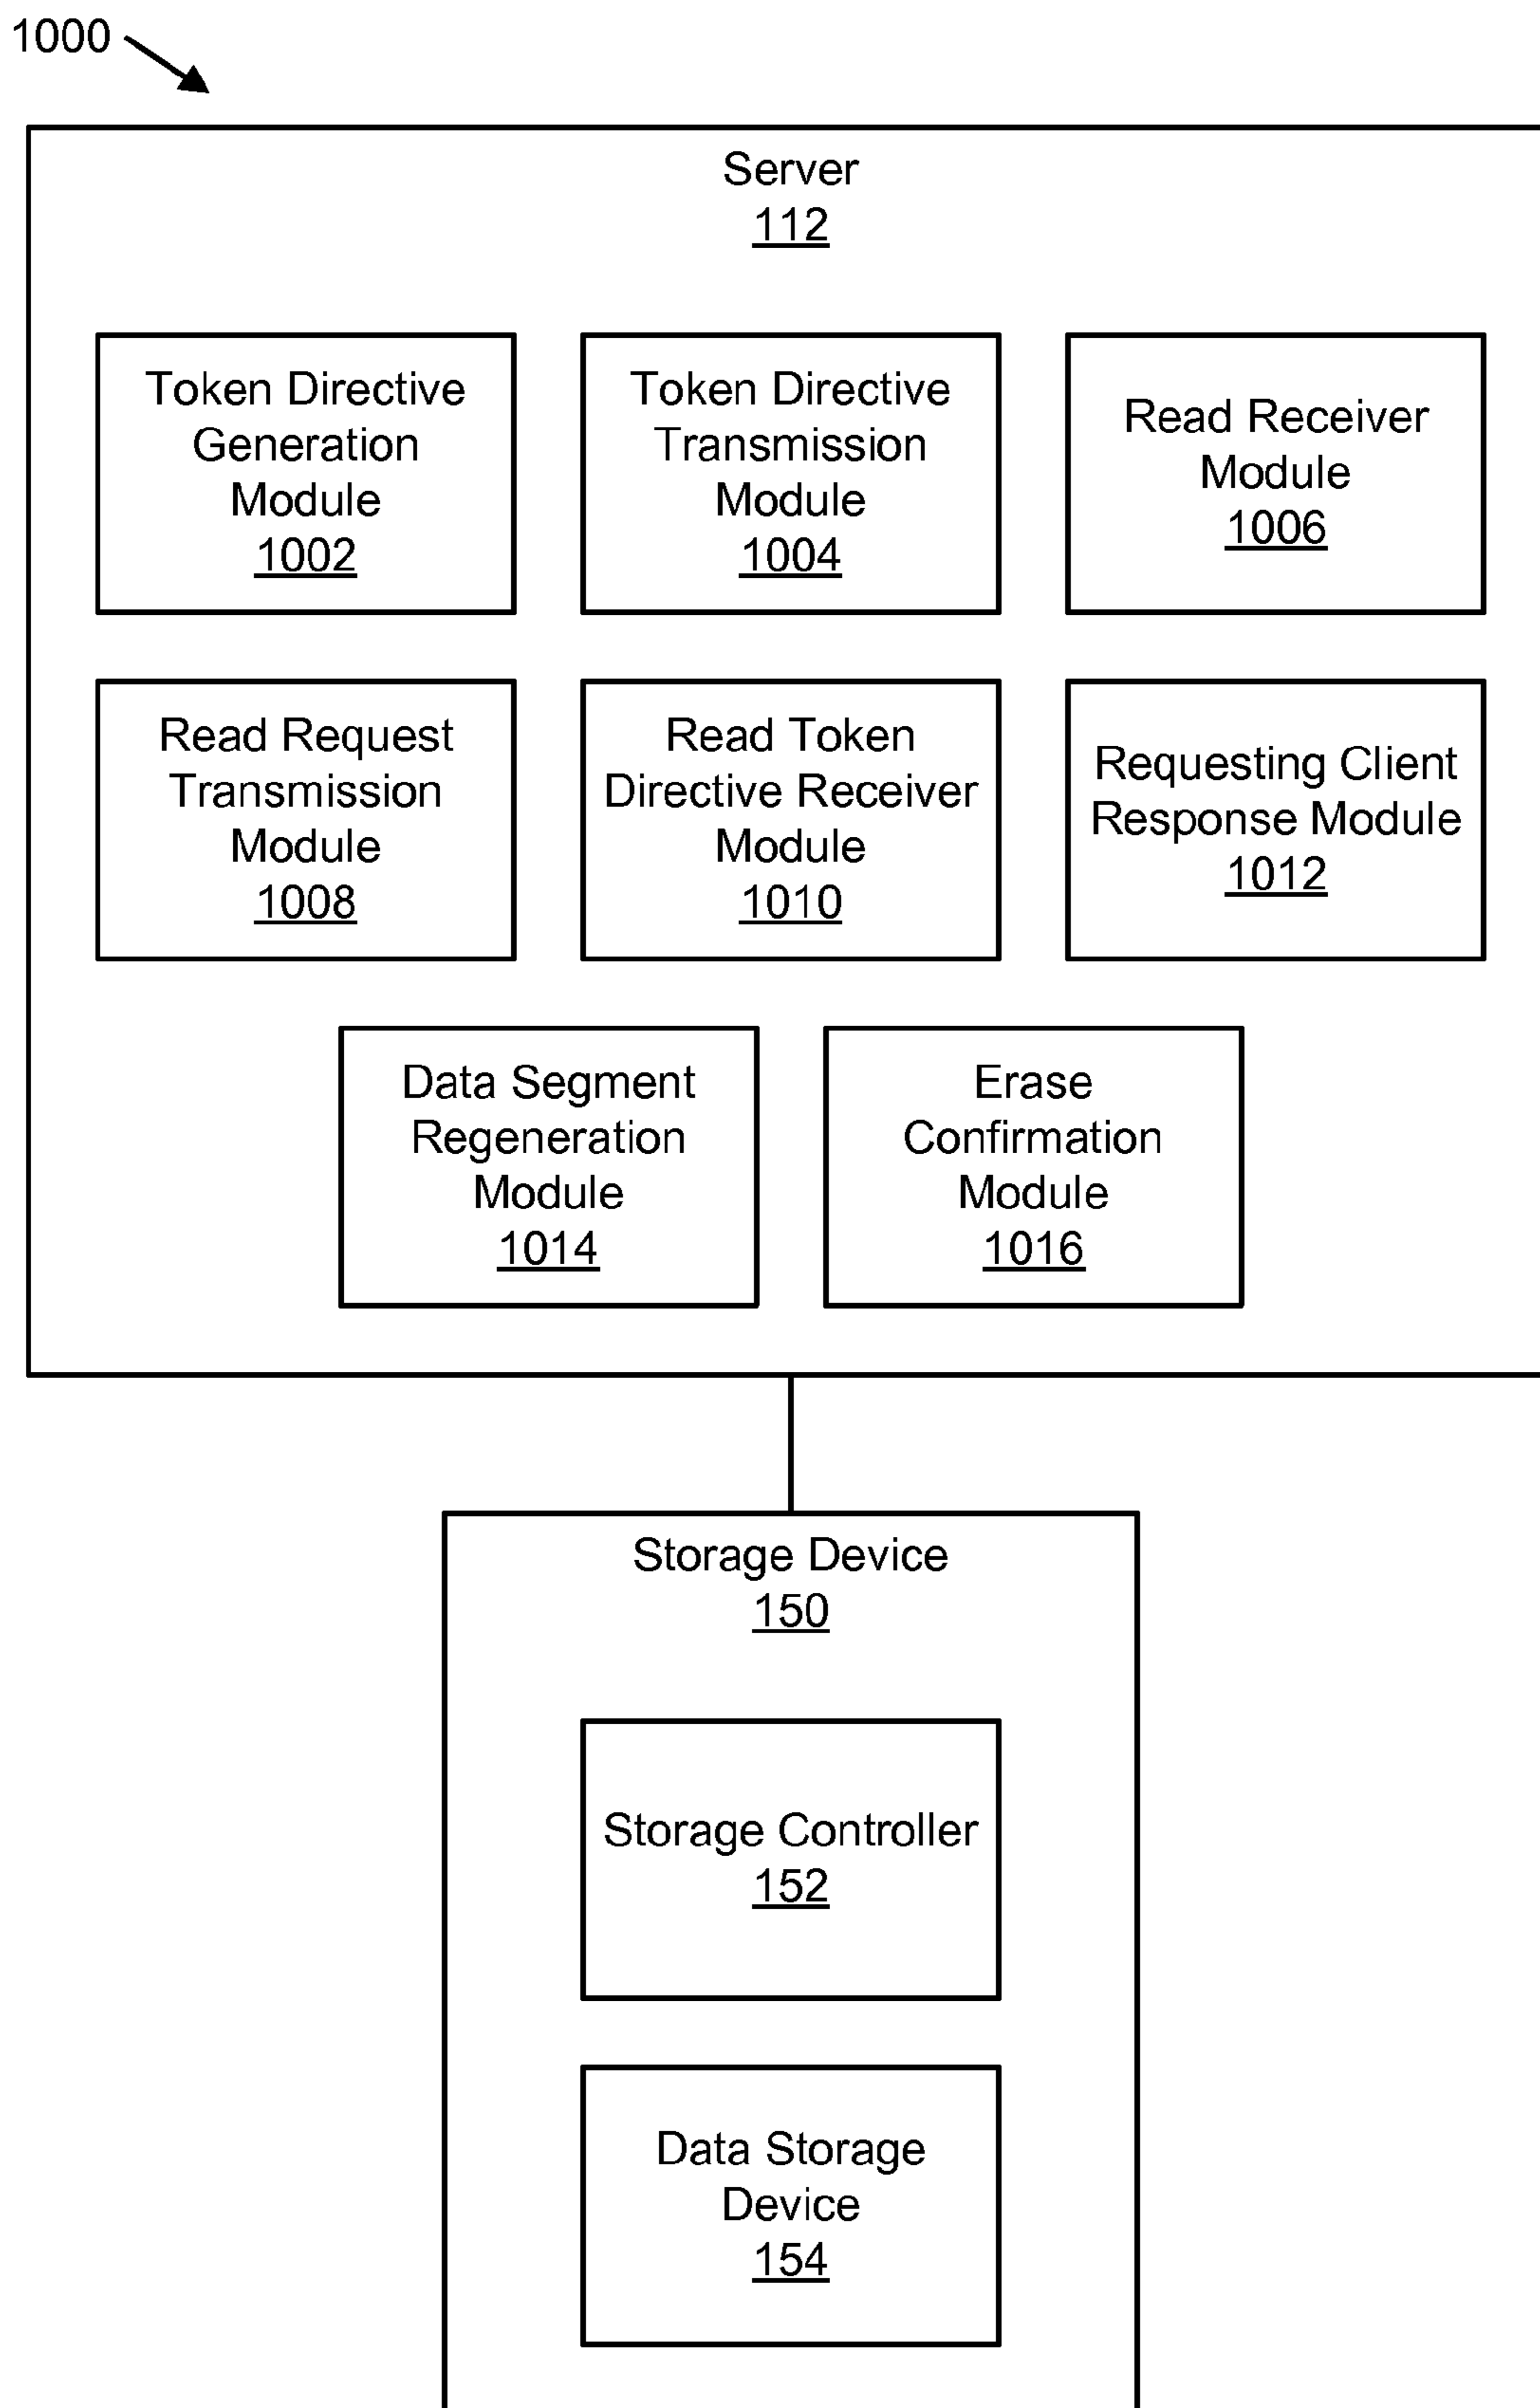 1000
Server
112
Token Directive
Generation
Module
1002
Token Directive
Transmission
Module
1004
Read Receiver
Module
1006
Read Request
Transmission
Module
1008
Read Token
Directive Receiver
Module
1010
Requesting Client
Response Module
1012
Data Segment
Regeneration
Module
1014
Erase
Confirmation
Module
1016
Storage Device
150
Storage Controller
152
Data Storage
Device
154